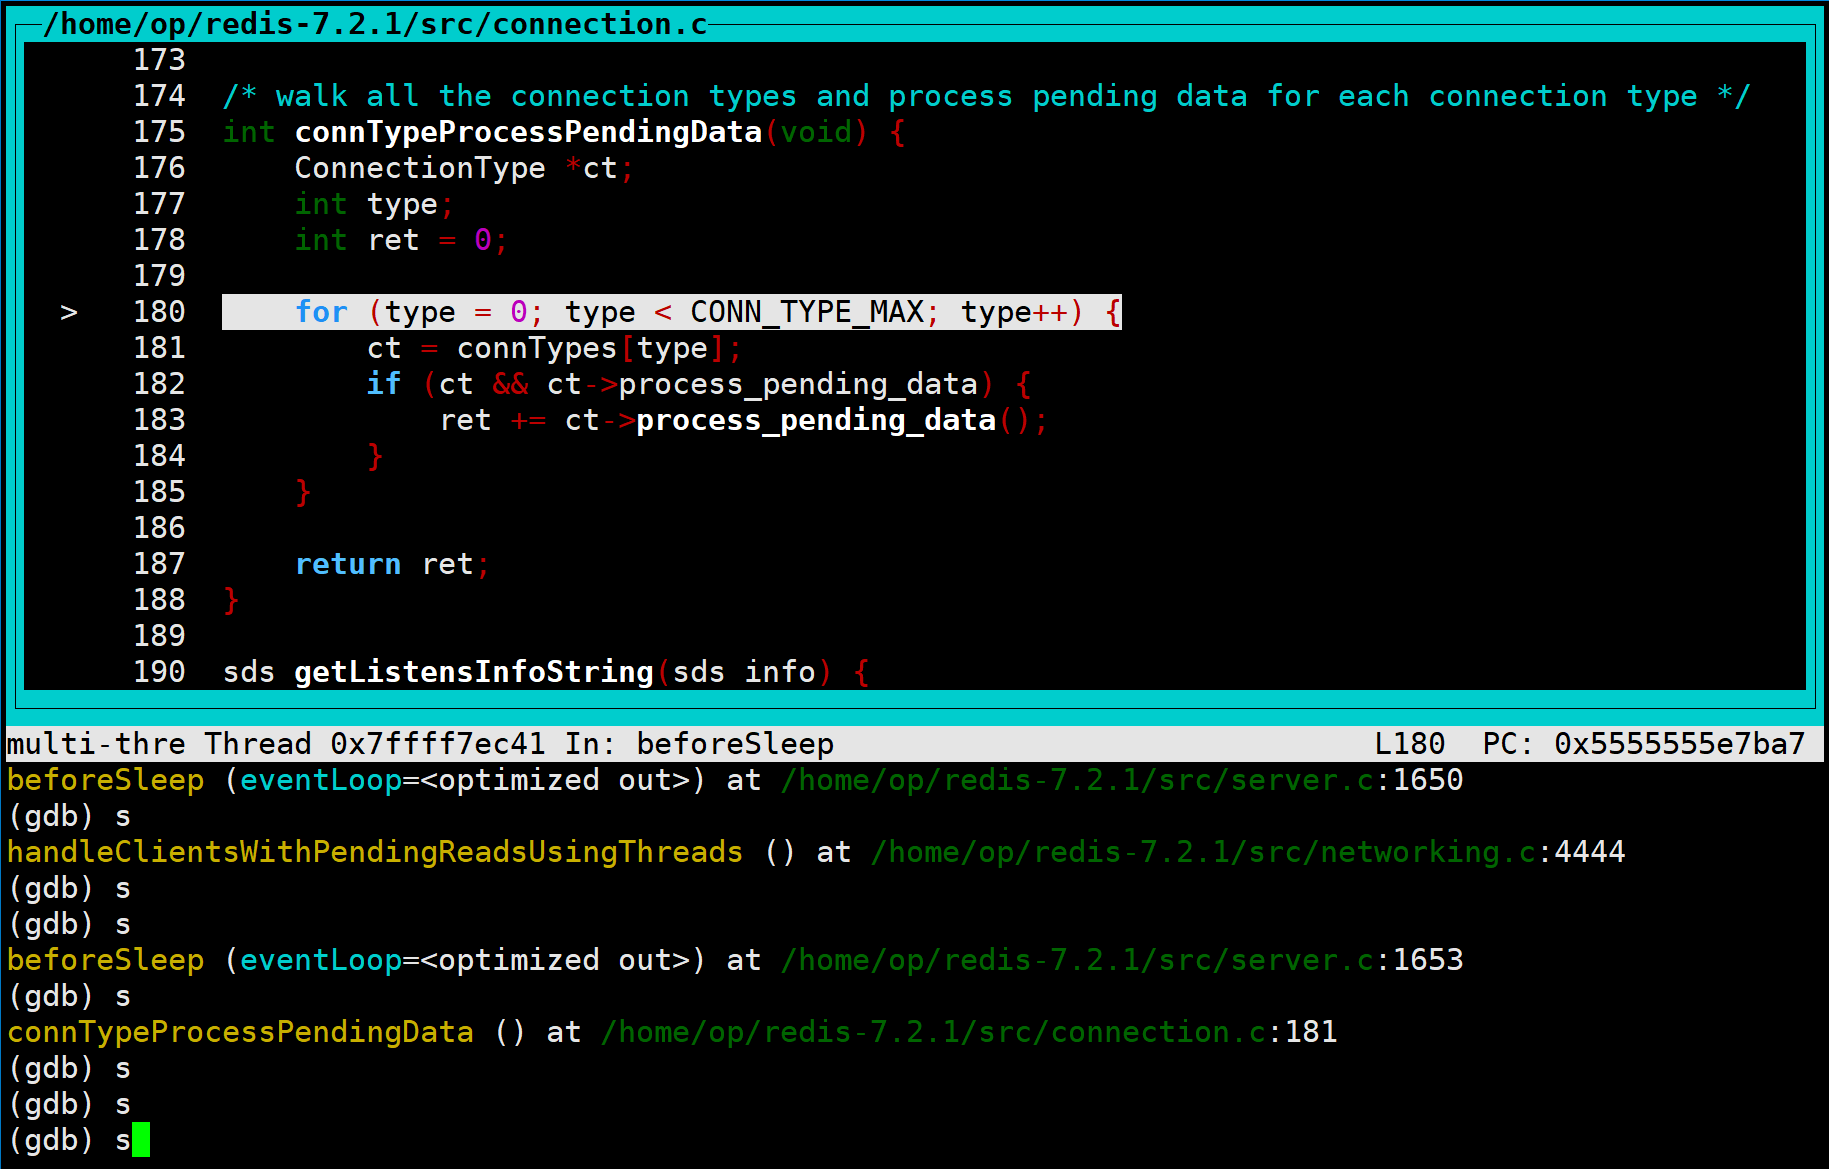 /home/op/redis-7.2.1/src/connection.c
173
174  /* walk all the connection types and process pending data for each connection type */
175  int connTypeProcessPendingData(void) {
176      ConnectionType *ct;
177      int type;
178      int ret = 0;
179
>   180      for (type = 0; type < CONN_TYPE_MAX; type++) {
181          ct = connTypes[type];
182          if (ct && ct->process_pending_data) {
183              ret += ct->process_pending_data();
184          }
185      }
186
187      return ret;
188  }
189
190  sds getListensInfoString(sds info) {
multi-thre Thread 0x7ffff7ec41 In: beforeSleep L180  PC: 0x5555555e7ba7
beforeSleep (eventLoop=<optimized out>) at /home/op/redis-7.2.1/src/server.c:1650
(gdb) s
handleClientsWithPendingReadsUsingThreads () at /home/op/redis-7.2.1/src/networking.c:4444
(gdb) s
(gdb) s
beforeSleep (eventLoop=<optimized out>) at /home/op/redis-7.2.1/src/server.c:1653
(gdb) s
connTypeProcessPendingData () at /home/op/redis-7.2.1/src/connection.c:181
(gdb) s
(gdb) s
(gdb) s